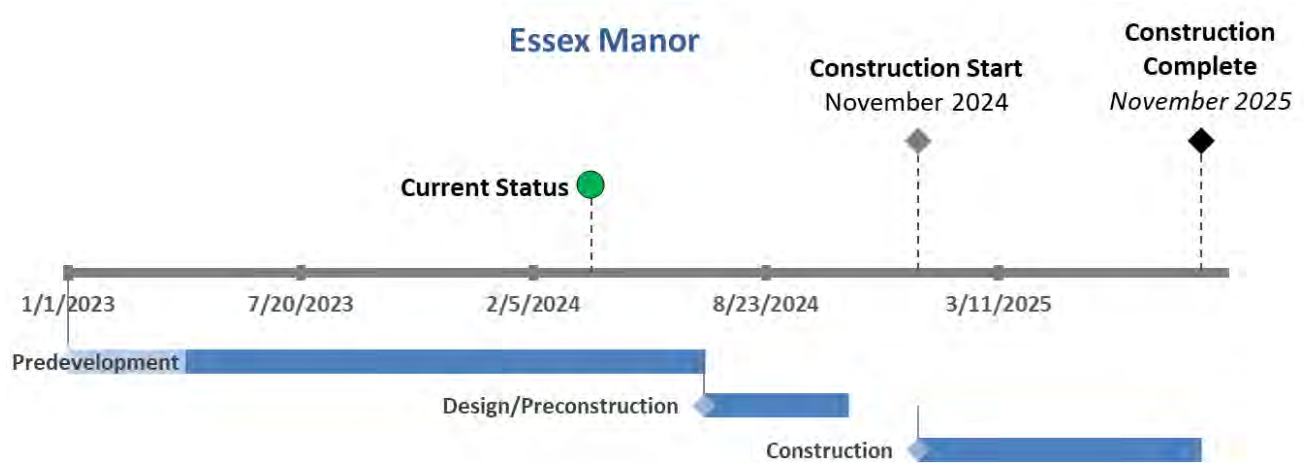 Essex Manor
Construction Start
November 2024
Construction
Complete
November 2025
Current Status
1/1/2023
7/20/2023
2/5/2024
8/23/2024
3/11/2025
Predevelopment
Design/Preconstruction
Construction